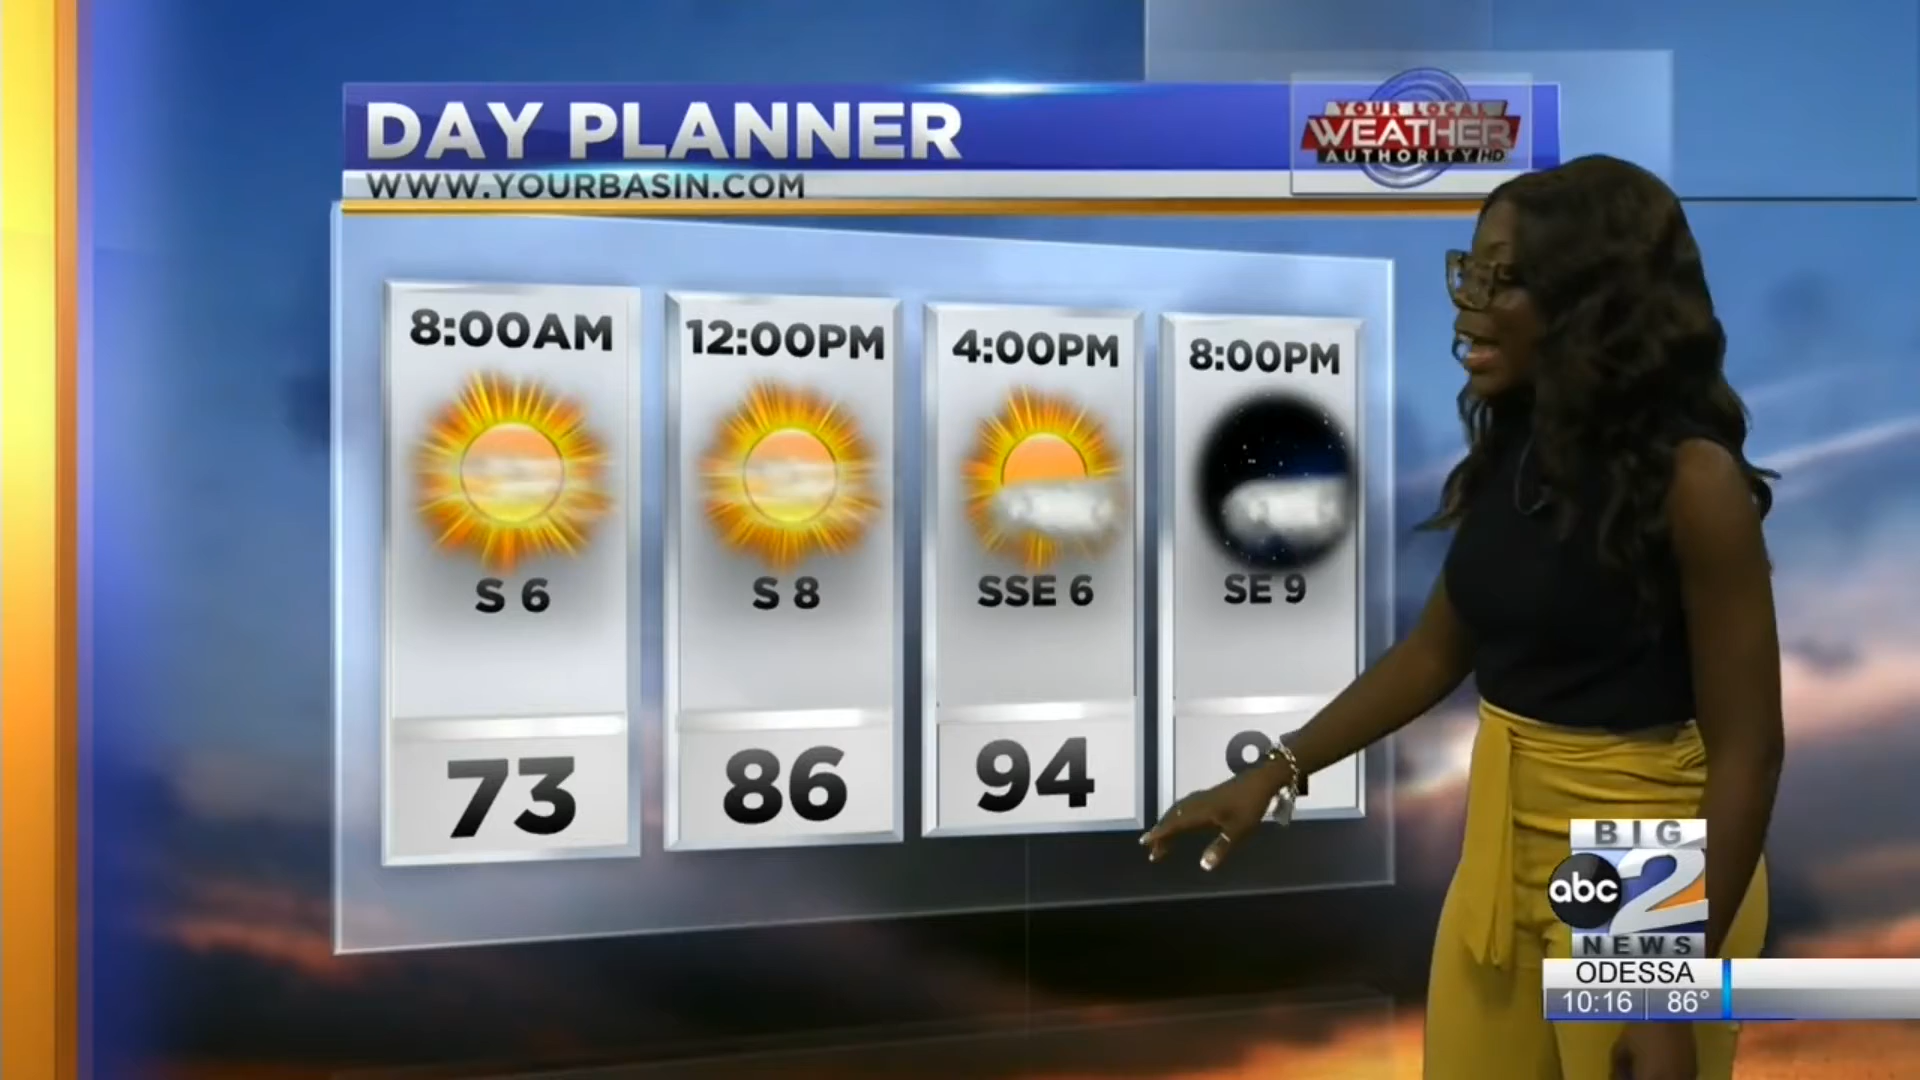 DAY PLANNER
WWW.YOURBASIN.COM
YOUR LOCAL
WEATHER
AUTHORITY HD
8:00AM
12:00PM
4:00PM
8:00PM
S 6
S 8
SSE 6
SE 9
73
86
94
BIG
abc 2
NEWS
ODESSA
10:16 86°